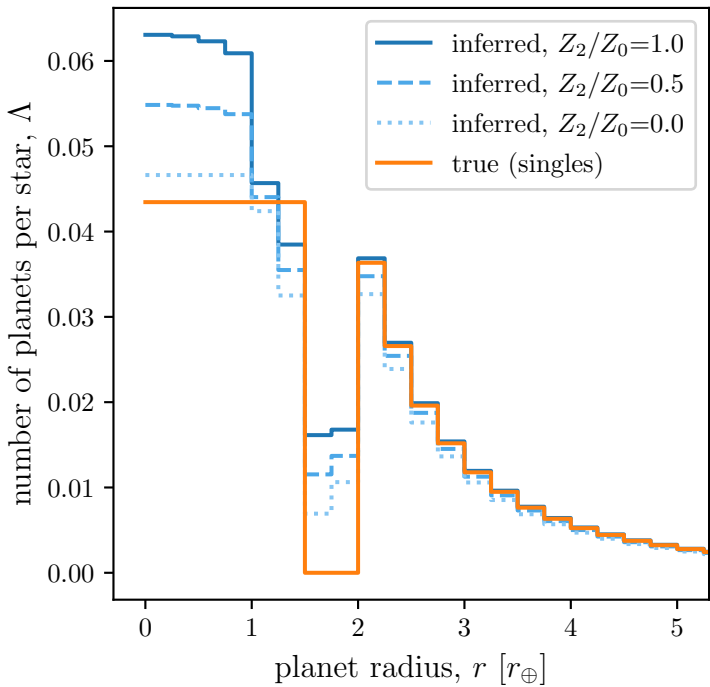 number of planets per star, Λ
0.06
0.05
0.04
0.03
0.02
0.01
0.00
inferred, Z₂/Z₀=1.0
inferred, Z₂/Z₀=0.5
inferred, Z₂/Z₀=0.0
true (singles)
0 1 2 3 4 5
planet radius, r [r⊕]